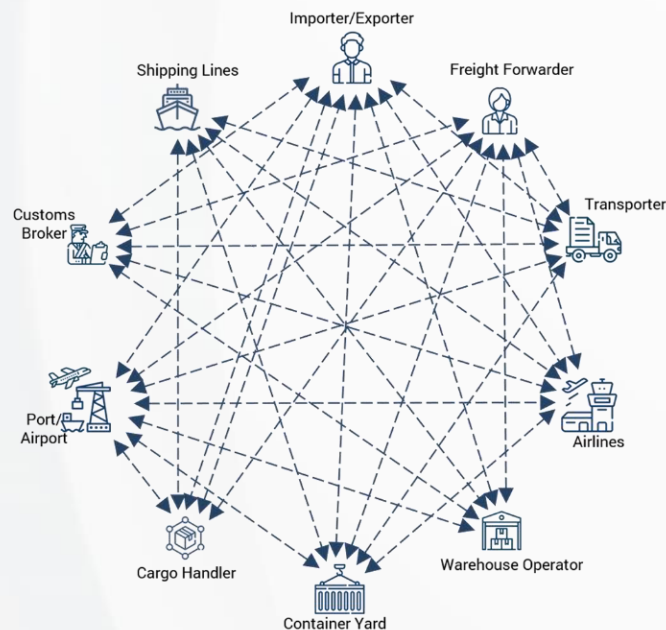 Importer/Exporter
Shipping Lines
Freight Forwarder
Transporter
Customs
Broker
Port/
Airport
Airlines
Warehouse Operator
Cargo Handler
Container Yard